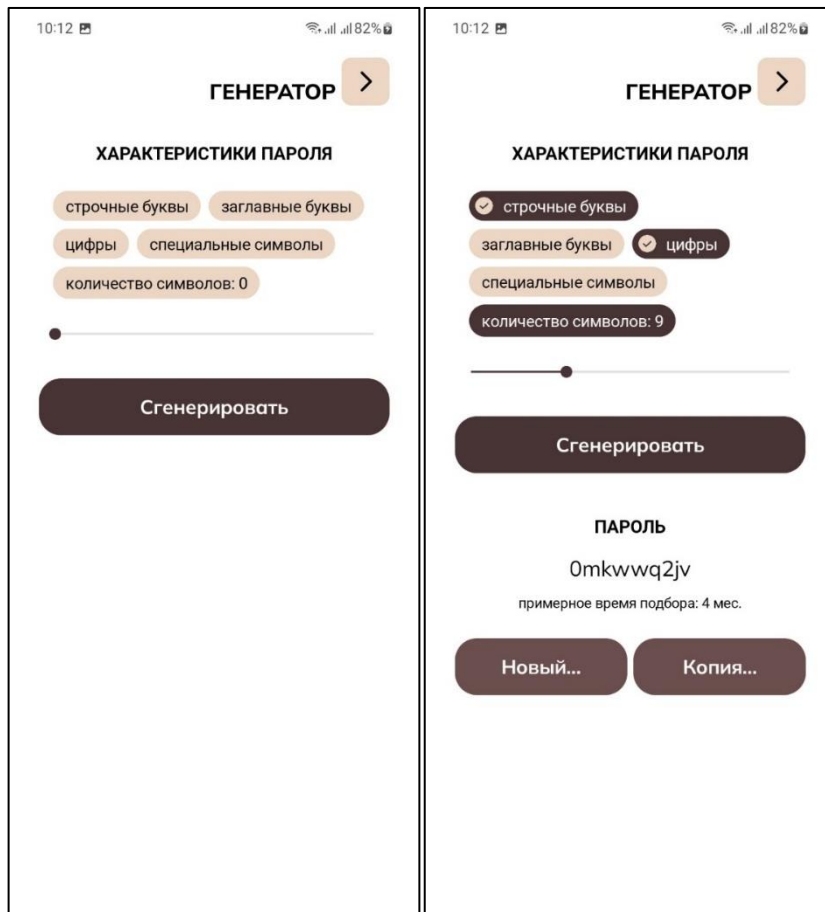 10:12 82%
ГЕНЕРАТОР
ХАРАКТЕРИСТИКИ ПАРОЛЯ
строчные буквы заглавные буквы
цифры специальные символы
количество символов: 0
Сгенерировать
10:12 82%
ГЕНЕРАТОР
ХАРАКТЕРИСТИКИ ПАРОЛЯ
строчные буквы
заглавные буквы цифры
специальные символы
количество символов: 9
Сгенерировать
ПАРОЛЬ
0mkwwq2jv
примерное время подбора: 4 мес.
Новый... Копия...